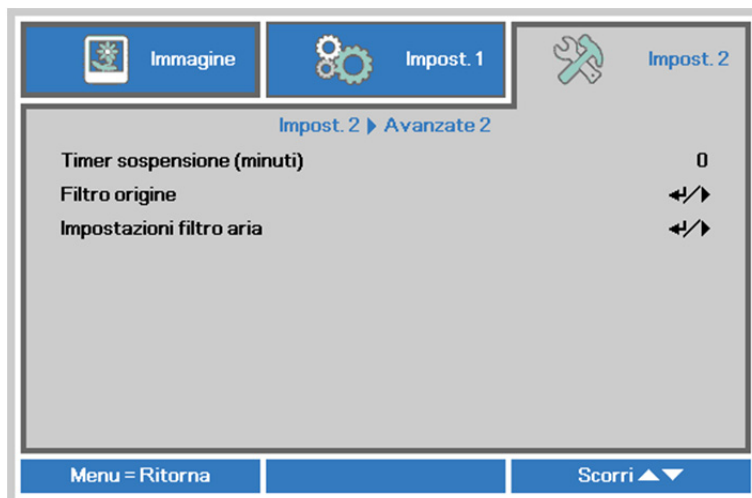 Immagine
Impost. 1
Impost. 2
Impost. 2 ▶ Avanzate 2
Timer sospensione (minuti) 0
Filtro origine ↵/▶
Impostazioni filtro aria ↵/▶
Menu = Ritorna
Scorri ▲▼